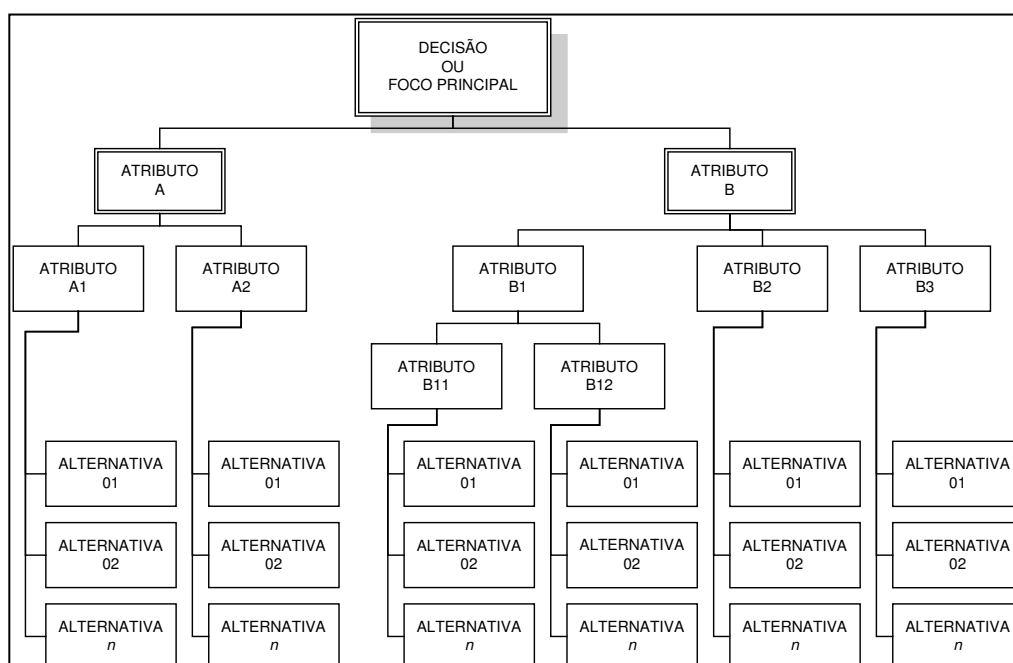 DECISÃO
OU
FOCO PRINCIPAL
ATRIBUTO
A
ATRIBUTO
B
ATRIBUTO
A1
ATRIBUTO
A2
ATRIBUTO
B1
ATRIBUTO
B2
ATRIBUTO
B3
ATRIBUTO
B11
ATRIBUTO
B12
ALTERNATIVA
01
ALTERNATIVA
01
ALTERNATIVA
01
ALTERNATIVA
01
ALTERNATIVA
01
ALTERNATIVA
01
ALTERNATIVA
02
ALTERNATIVA
02
ALTERNATIVA
02
ALTERNATIVA
02
ALTERNATIVA
02
ALTERNATIVA
02
ALTERNATIVA
n
ALTERNATIVA
n
ALTERNATIVA
n
ALTERNATIVA
n
ALTERNATIVA
n
ALTERNATIVA
n